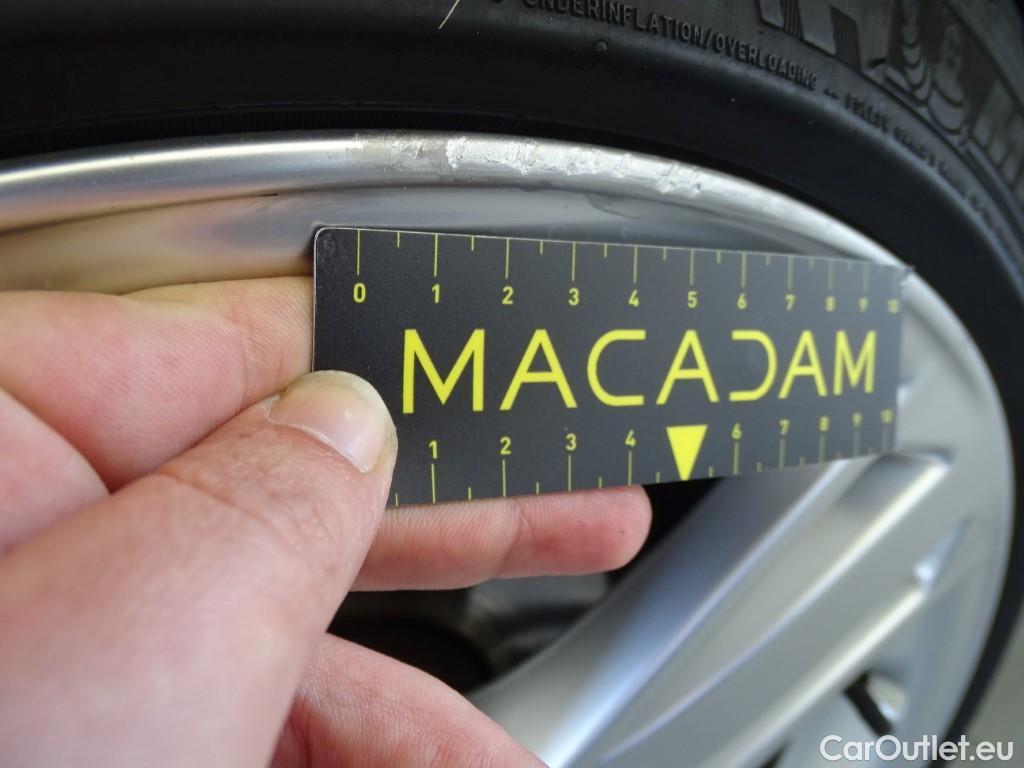 UNDERINFLATION/OVERLOADING
0 1 2 3 4 5 6 7 8 9 10
MACADAM
1 2 3 4 6 7 8 9 10
CarOutlet.eu